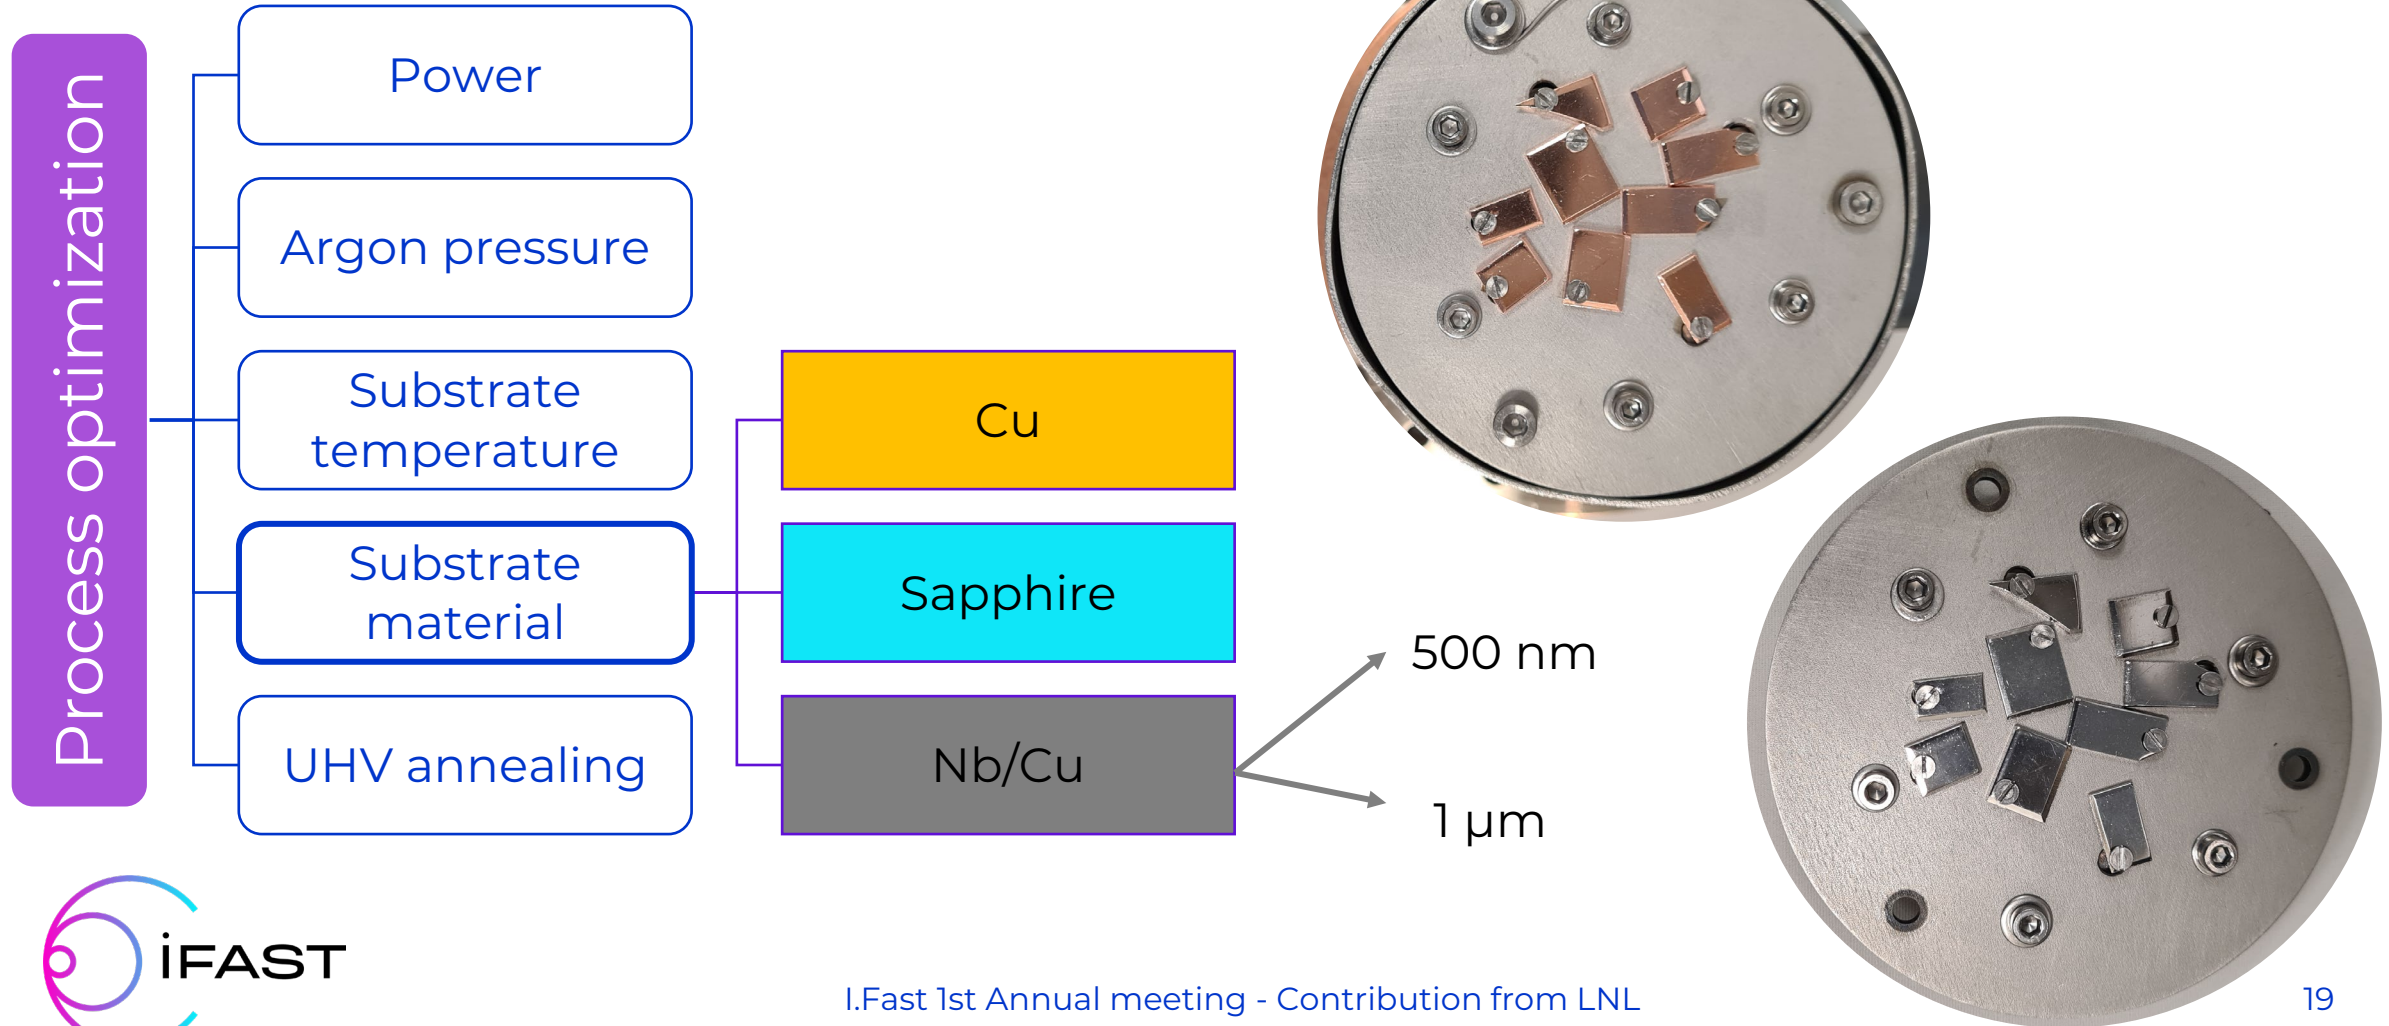 Process optimization
Power
Argon pressure
Substrate
temperature
Substrate
material
UHV annealing
Cu
Sapphire
Nb/Cu
500 nm
1 µm
iFAST
I.Fast 1st Annual meeting - Contribution from LNL
19